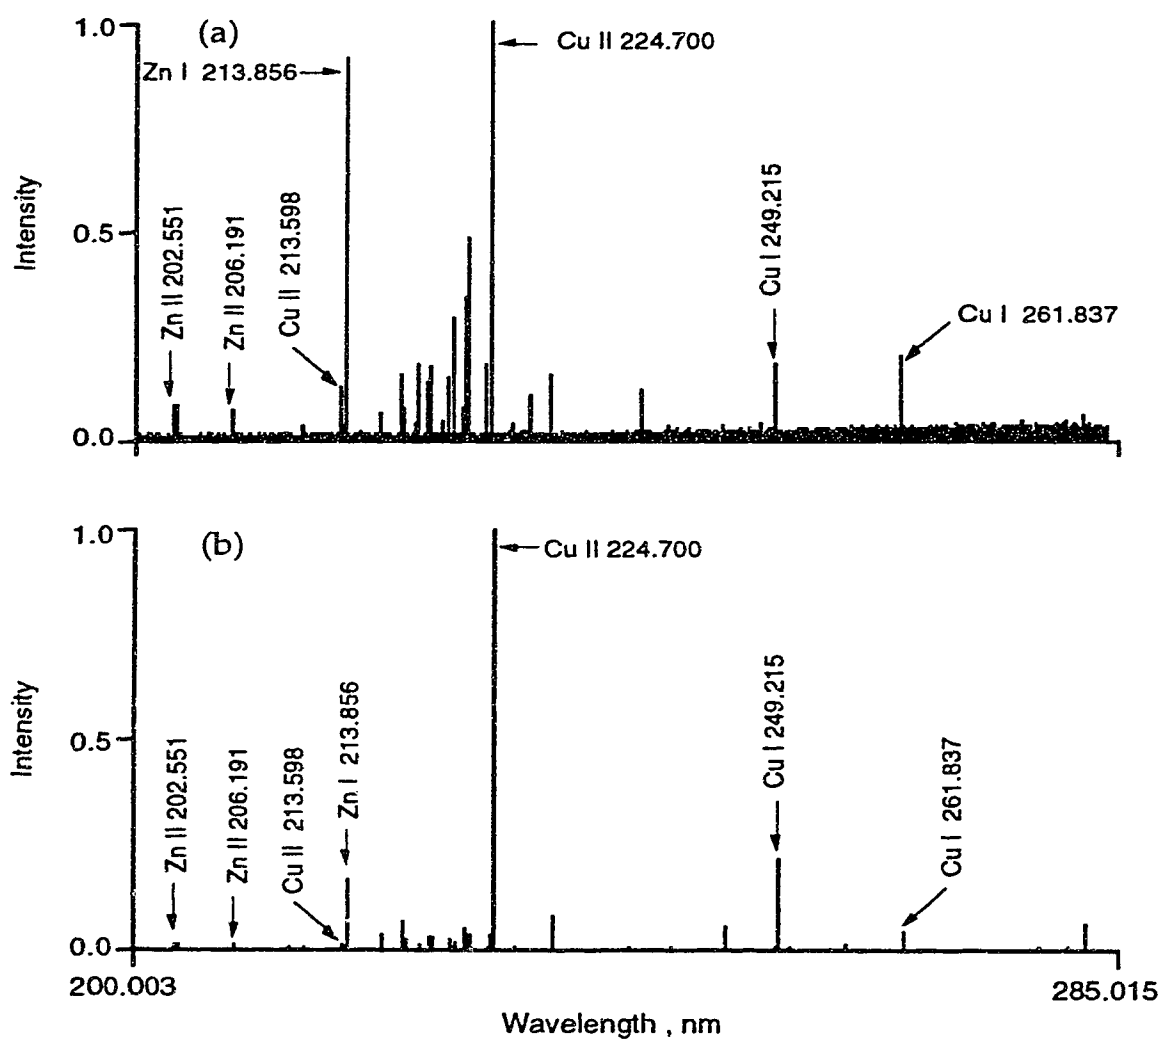 1.0
(a)
Cu II 224.700
Zn I 213.856
Intensity
0.5
Zn II 202.551
Zn II 206.191
Cu II 213.598
Cu I 249.215
Cu I 261.837
0.0
1.0
(b)
Cu II 224.700
Intensity
0.5
Zn II 202.551
Zn II 206.191
Cu II 213.598
Zn I 213.856
Cu I 249.215
Cu I 261.837
0.0
200.003
285.015
Wavelength , nm